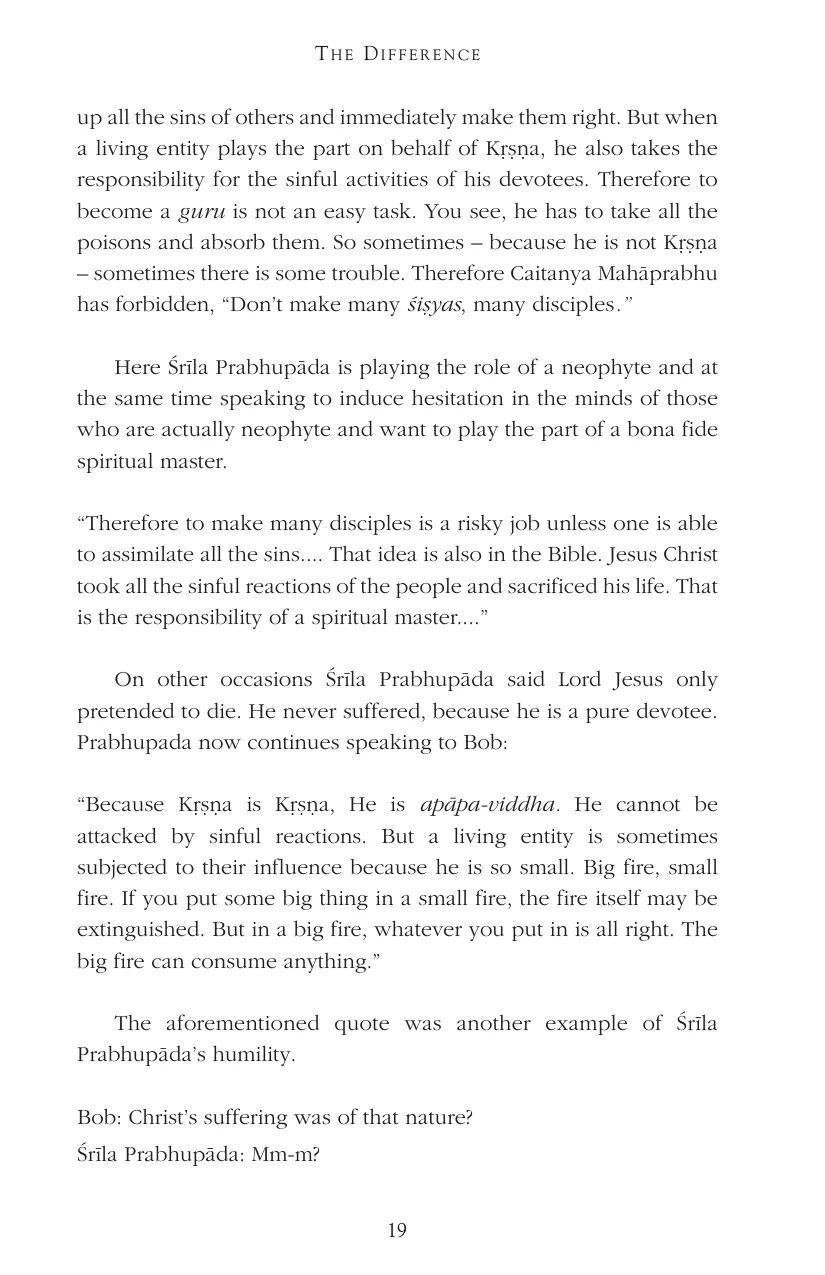 THE DIFFERENCE
up all the sins of others and immediately make them right. But when
a living entity plays the part on behalf of Kṛṣṇa, he also takes the
responsibility for the sinful activities of his devotees. Therefore to
become a guru is not an easy task. You see, he has to take all the
poisons and absorb them. So sometimes – because he is not Kṛṣṇa
– sometimes there is some trouble. Therefore Caitanya Mahāprabhu
has forbidden, “Don’t make many śiṣyas, many disciples.”
Here Śrīla Prabhupāda is playing the role of a neophyte and at
the same time speaking to induce hesitation in the minds of those
who are actually neophyte and want to play the part of a bona fide
spiritual master.
“Therefore to make many disciples is a risky job unless one is able
to assimilate all the sins.... That idea is also in the Bible. Jesus Christ
took all the sinful reactions of the people and sacrificed his life. That
is the responsibility of a spiritual master....”
On other occasions Śrīla Prabhupāda said Lord Jesus only
pretended to die. He never suffered, because he is a pure devotee.
Prabhupada now continues speaking to Bob:
“Because Kṛṣṇa is Kṛṣṇa, He is apāpa-viddha. He cannot be
attacked by sinful reactions. But a living entity is sometimes
subjected to their influence because he is so small. Big fire, small
fire. If you put some big thing in a small fire, the fire itself may be
extinguished. But in a big fire, whatever you put in is all right. The
big fire can consume anything.”
The aforementioned quote was another example of Śrīla
Prabhupāda’s humility.
Bob: Christ’s suffering was of that nature?
Śrīla Prabhupāda: Mm-m?
19